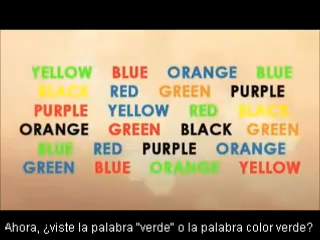 YELLOW BLUE ORANGE BLUE
BLACK RED GREEN PURPLE
PURPLE YELLOW RED BLACK
ORANGE GREEN BLACK GREEN
BLUE RED PURPLE ORANGE
GREEN BLUE ORANGE YELLOW
Ahora, ¿viste la palabra "verde" o la palabra color verde?